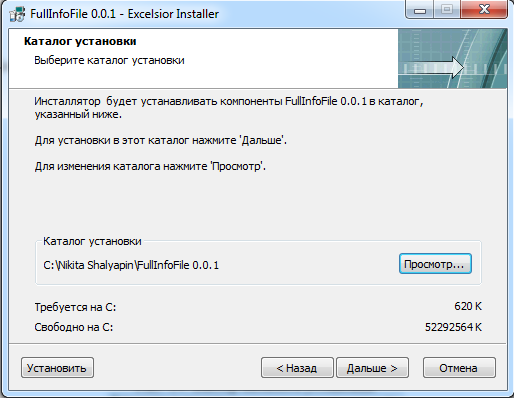 FullInfoFile 0.0.1 - Excelsior Installer
Каталог установки
Выберите каталог установки
Инсталлятор будет устанавливать компоненты FullInfoFile 0.0.1 в каталог,
указанный ниже.
Для установки в этот каталог нажмите 'Дальше'.
Для изменения каталога нажмите 'Просмотр'.
Каталог установки
C:\Nikita Shalyapin\FullInfoFile 0.0.1
Просмотр...
Требуется на C: 620 K
Свободно на C: 52292564 K
Установить < Назад Дальше > Отмена